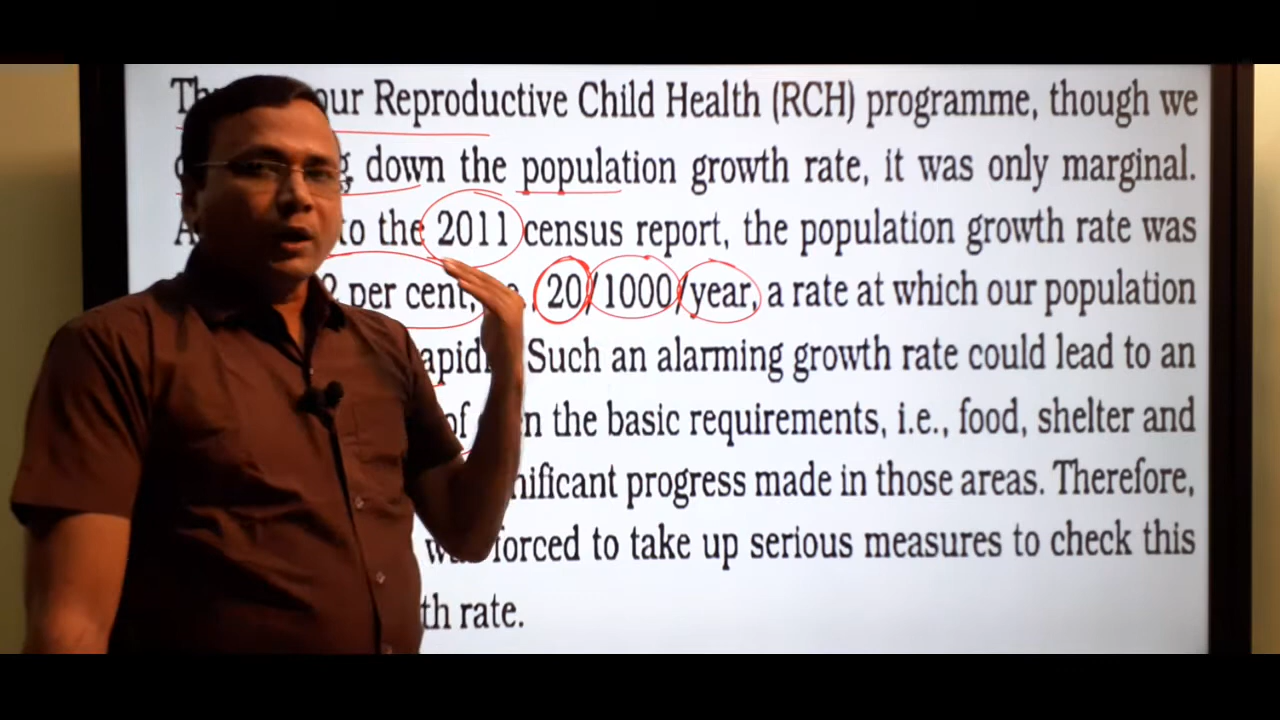 our Reproductive Child Health (RCH) programme, though we
down the population growth rate, it was only marginal.
to the 2011 census report, the population growth rate was
2 per cent, 20/1000/year, a rate at which our population
Such an alarming growth rate could lead to an
of the basic requirements, i.e., food, shelter and
progress made in those areas. Therefore,
forced to take up serious measures to check this
rate.